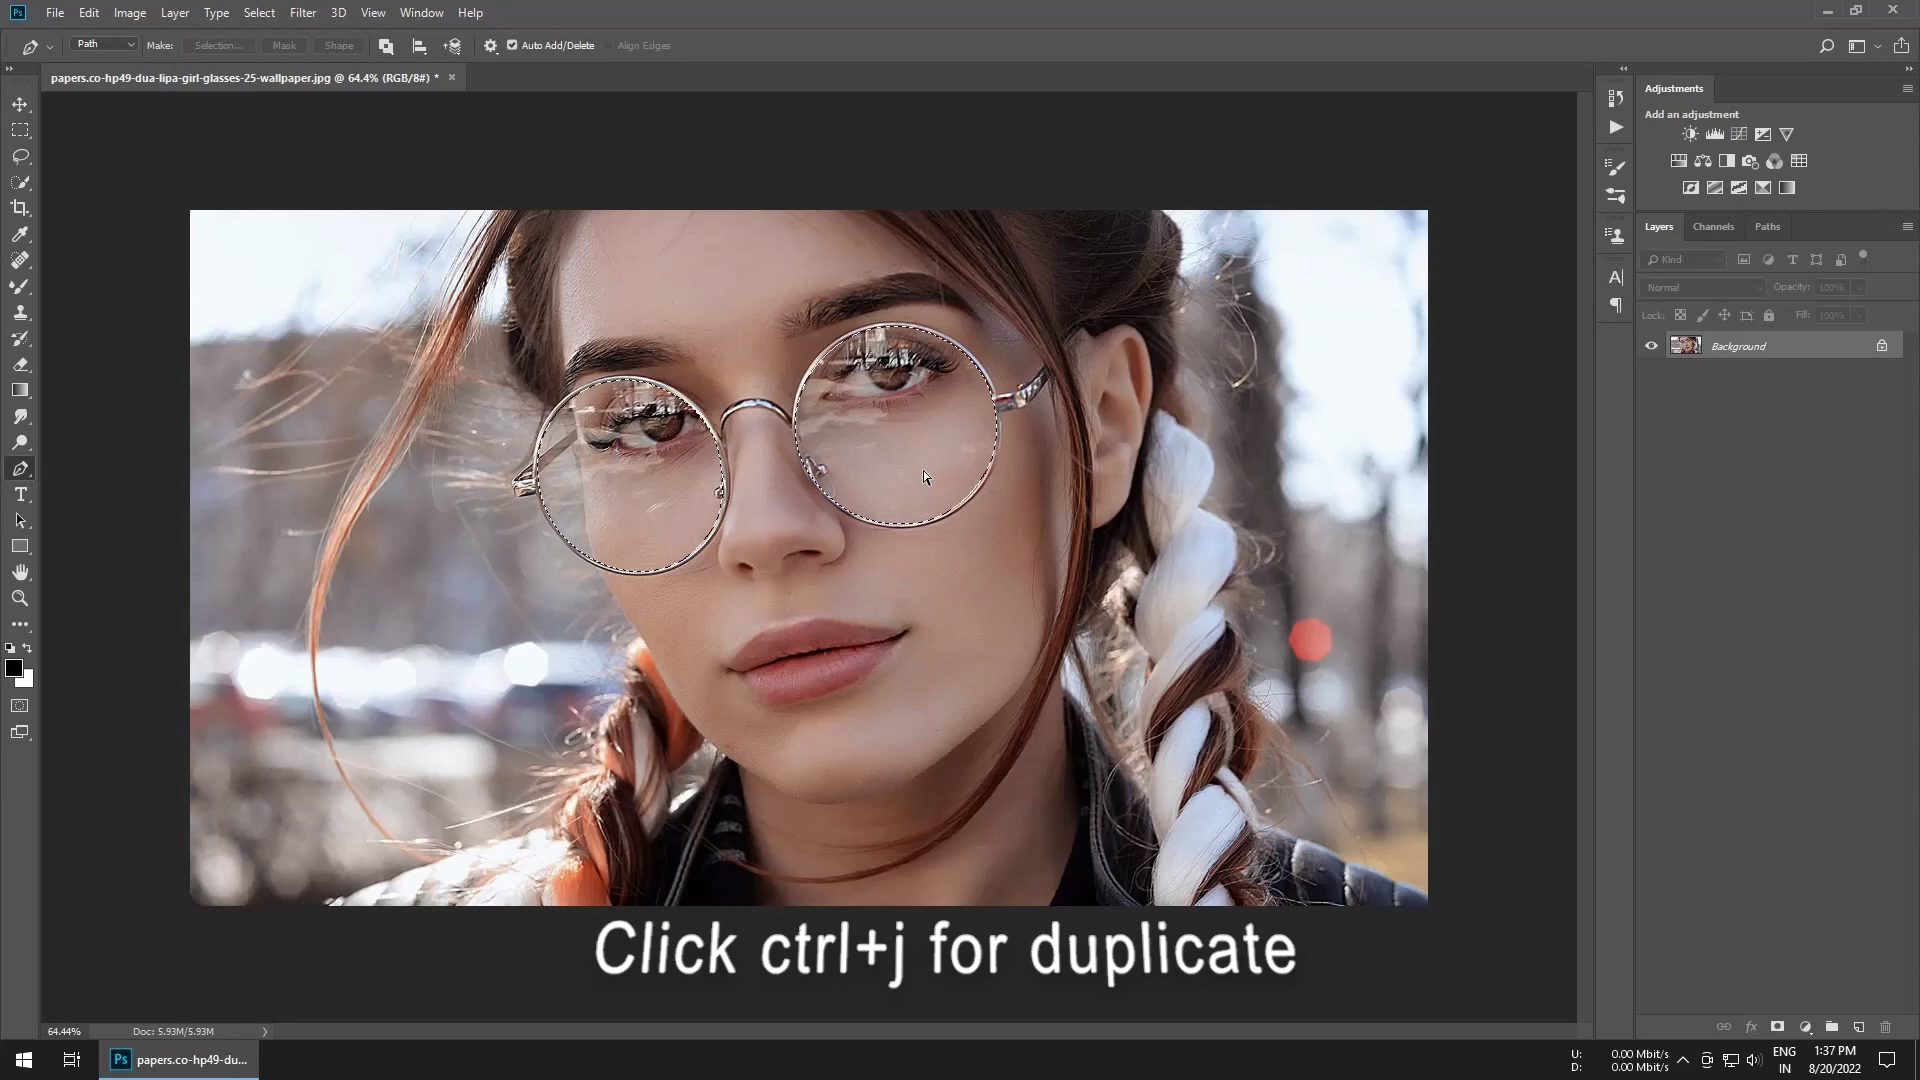 Ps File Edit Image Layer Type Select Filter 3D View Window Help
Path Make: Selection... Mask Shape Auto Add/Delete Align Edges
papers.co-hp49-dua-lipa-girl-glasses-25-wallpaper.jpg @ 64.4% (RGB/8#) * ×
Adjustments
Add an adjustment
Layers Channels Paths
Kind
Normal Opacity: 100%
Lock: Fill: 100%
Background
Click ctrl+j for duplicate
64.44% Doc: 5.93M/5.93M
Ps papers.co-hp49-du...
U: 0.00 Mbit/s
D: 0.00 Mbit/s
ENG
IN
1:37 PM
8/20/2022